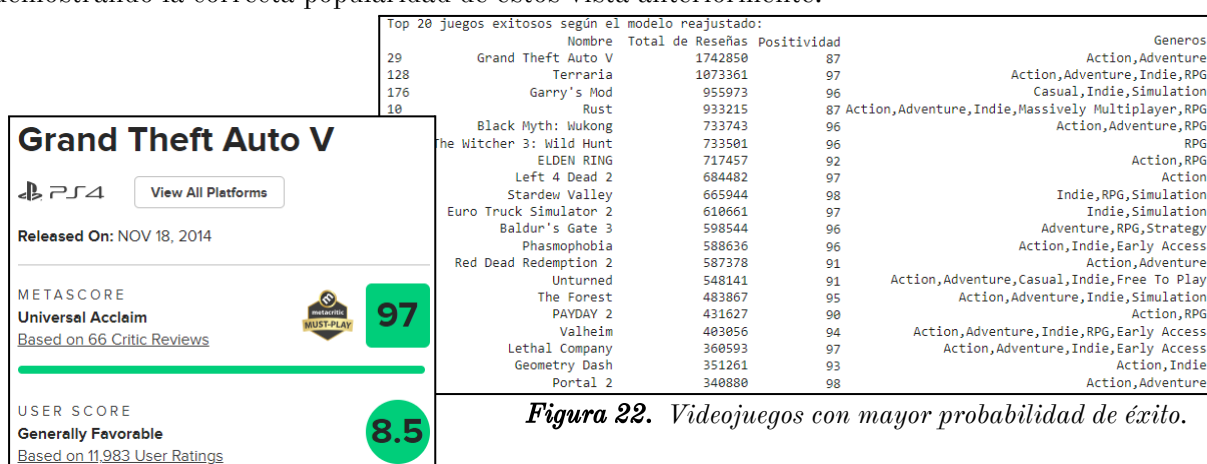 demostrando la correcta popularidad de estos vista anteriormente.
Top 20 juegos exitosos según el modelo reajustado:
Nombre Total de Reseñas Positividad Generos
29 Grand Theft Auto V 1742850 87 Action,Adventure
128 Terraria 1073361 97 Action,Adventure,Indie,RPG
176 Garry's Mod 955973 96 Casual,Indie,Simulation
10 Rust 933215 87 Action,Adventure,Indie,Massively Multiplayer,RPG
Black Myth: Wukong 733743 96 Action,Adventure,RPG
The Witcher 3: Wild Hunt 733501 96 RPG
ELDEN RING 717457 92 Action,RPG
Left 4 Dead 2 684482 97 Action
Stardew Valley 665944 98 Indie,RPG,Simulation
Euro Truck Simulator 2 610661 97 Indie,Simulation
Baldur's Gate 3 598544 96 Adventure,RPG,Strategy
Phasmophobia 588636 96 Action,Indie,Early Access
Red Dead Redemption 2 587378 91 Action,Adventure
Unturned 548141 91 Action,Adventure,Casual,Indie,Free To Play
The Forest 483867 95 Action,Adventure,Indie,Simulation
PAYDAY 2 431627 90 Action,RPG
Valheim 403056 94 Action,Adventure,Indie,RPG,Early Access
Lethal Company 360593 97 Action,Adventure,Indie,Early Access
Geometry Dash 351261 93 Action,Indie
Portal 2 340880 98 Action,Adventure
Grand Theft Auto V
PS4 View All Platforms
Released On: NOV 18, 2014
METASCORE
Universal Acclaim
Based on 66 Critic Reviews
metacritic
MUST-PLAY
97
USER SCORE
Generally Favorable
Based on 11,983 User Ratings
8.5
Figura 22. Videojuegos con mayor probabilidad de éxito.